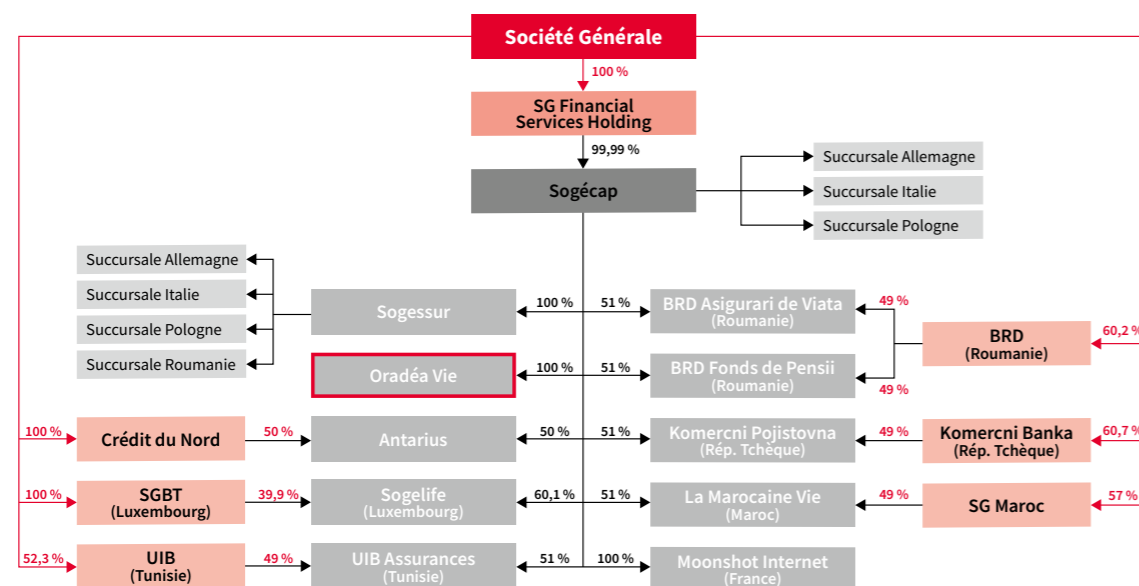 Société Générale
100 %
SG Financial
Services Holding
99,99 %
Sogécap
Succursale Allemagne
Succursale Italie
Succursale Pologne
Succursale Allemagne
Succursale Italie
Succursale Pologne
Succursale Roumanie
Sogessur
100 %
51 %
BRD Asigurari de Viata
(Roumanie)
49 %
BRD
(Roumanie)
60,2 %
Oradéa Vie
100 %
51 %
BRD Fonds de Pensii
(Roumanie)
49 %
100 %
Crédit du Nord
50 %
Antarius
50 %
51 %
Komercni Pojistovna
(Rép. Tchèque)
49 %
Komercni Banka
(Rép. Tchèque)
60,7 %
100 %
SGBT
(Luxembourg)
39,9 %
Sogelife
(Luxembourg)
60,1 %
51 %
La Marocaine Vie
(Maroc)
49 %
SG Maroc
57 %
52,3 %
UIB
(Tunisie)
49 %
UIB Assurances
(Tunisie)
51 %
100 %
Moonshot Internet
(France)